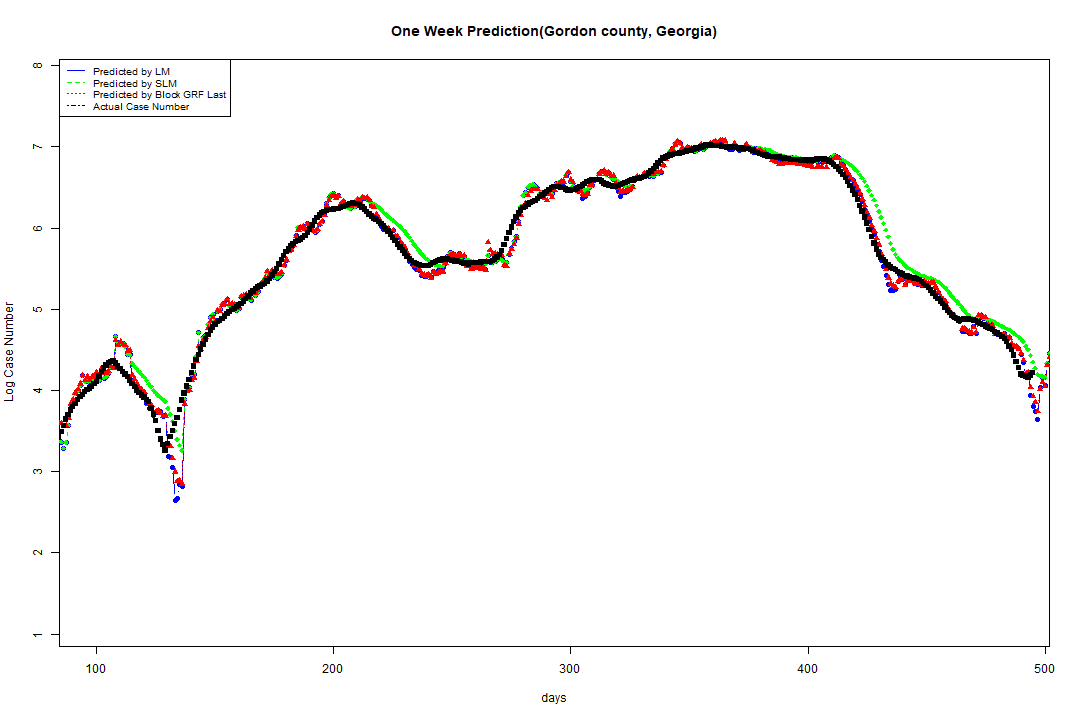 One Week Prediction(Gordon county, Georgia)
Predicted by LM
Predicted by SLM
Predicted by Block GRF Last
Actual Case Number
8
7
6
5
4
3
2
1
Log Case Number
100 200 300 400 500
days